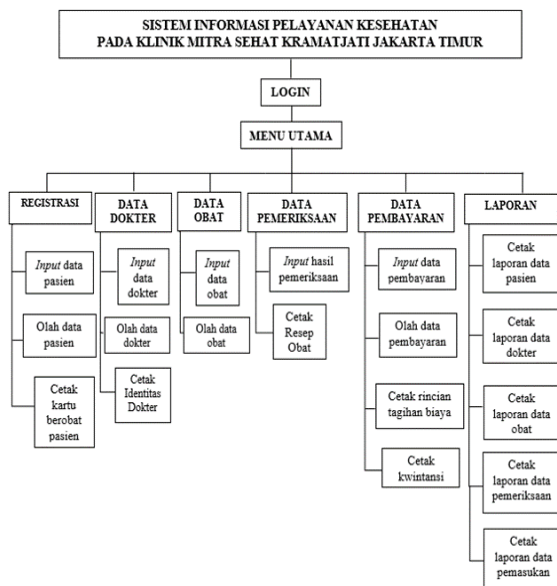 SISTEM INFORMASI PELAYANAN KESEHATAN
PADA KLINIK MITRA SEHAT KRAMATJATI JAKARTA TIMUR
LOGIN
MENU UTAMA
REGISTRASI
Input data
pasien
Olah data
pasien
Cetak
kartu
berobat
pasien
DATA
DOKTER
Input
data
dokter
Olah data
dokter
Cetak
Identitas
Dokter
DATA
OBAT
Input
data
obat
Olah data
obat
DATA
PEMERIKSAAN
Input hasil
pemeriksaan
Cetak
Resep
Obat
DATA
PEMBAYARAN
Input data
pembayaran
Olah data
pembayaran
Cetak rincian
tagihan biaya
Cetak
kwintansi
LAPORAN
Cetak
laporan data
pasien
Cetak
laporan data
dokter
Cetak
laporan data
obat
Cetak
laporan data
pemeriksaan
Cetak
laporan data
pemasukan